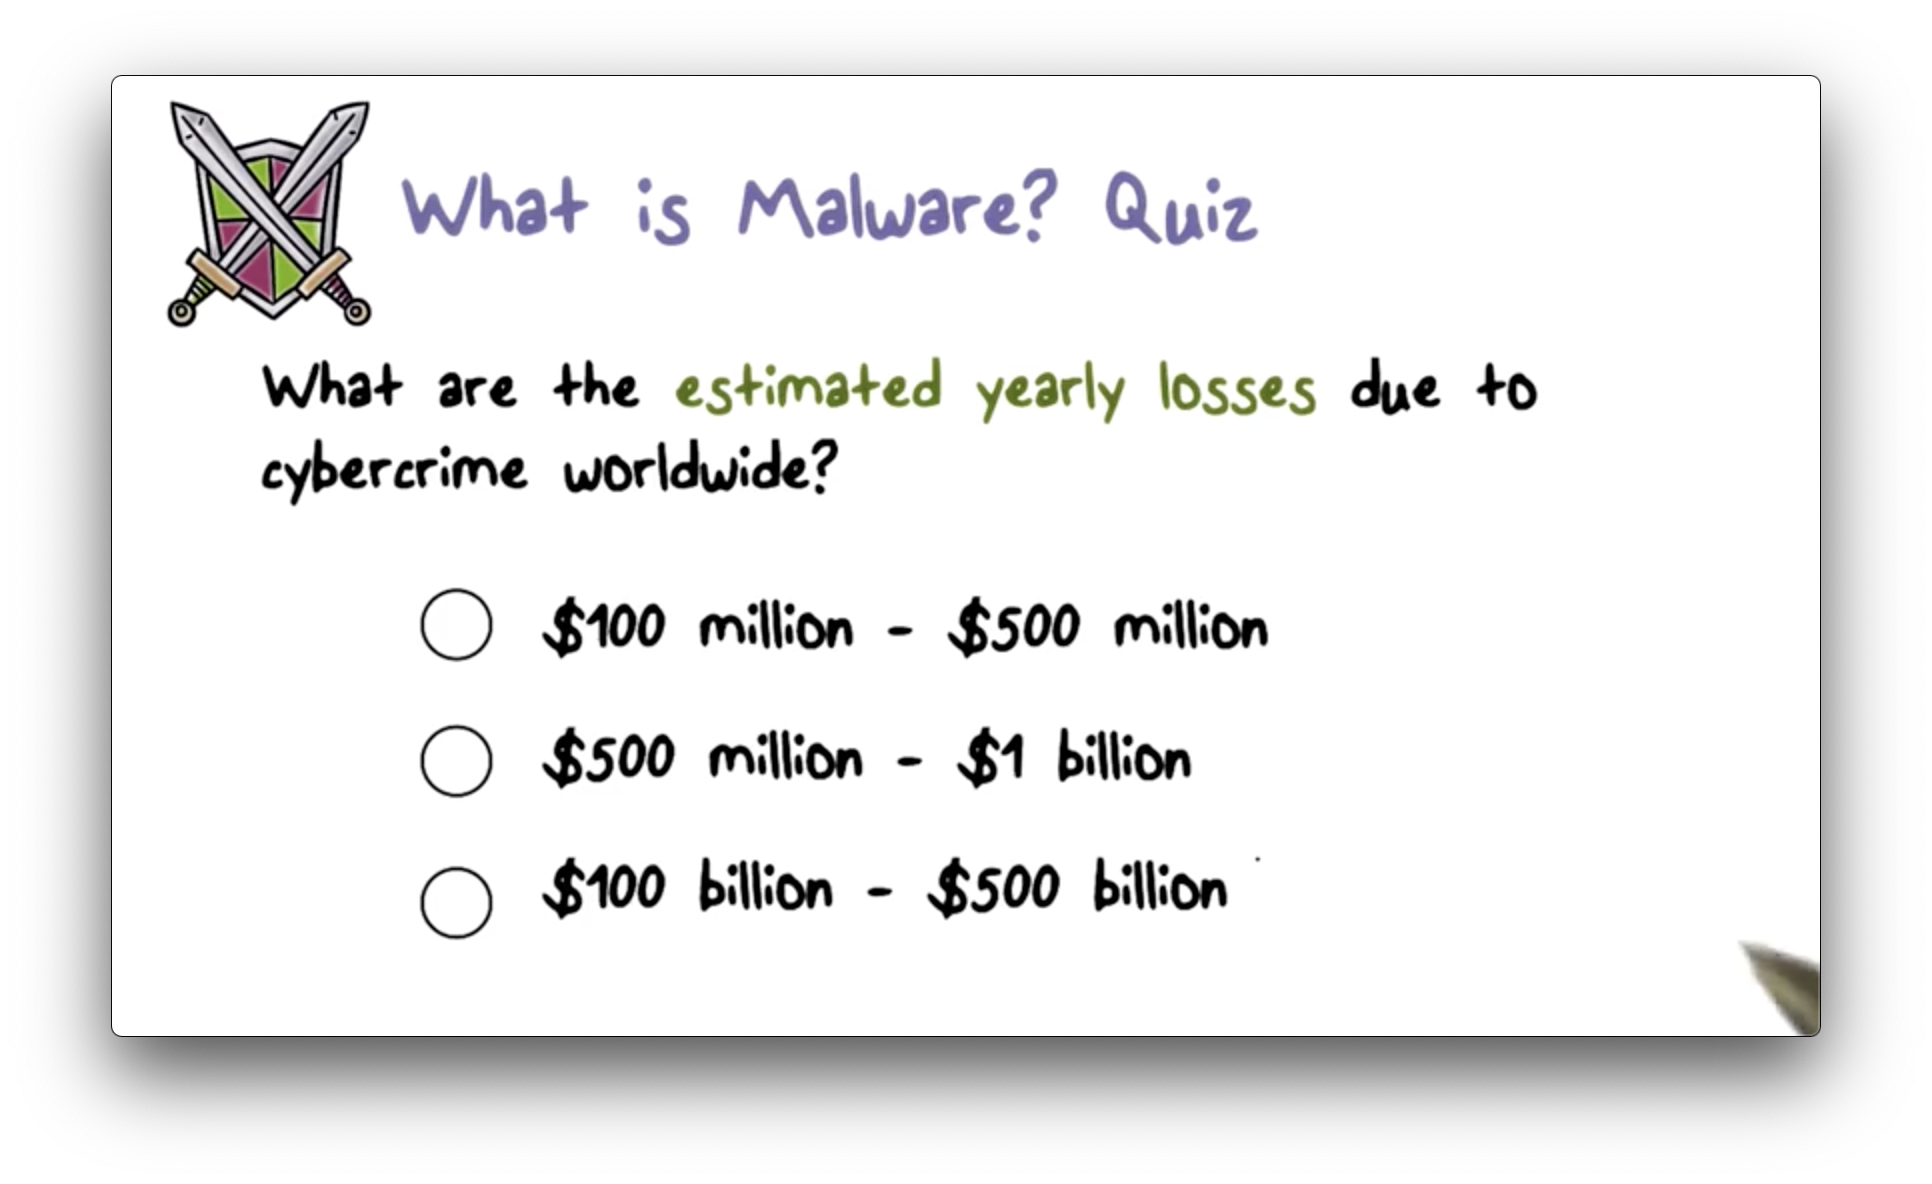 What is Malware? Quiz
What are the estimated yearly losses due to
cybercrime worldwide?
$100 million - $500 million
$500 million - $1 billion
$100 billion - $500 billion